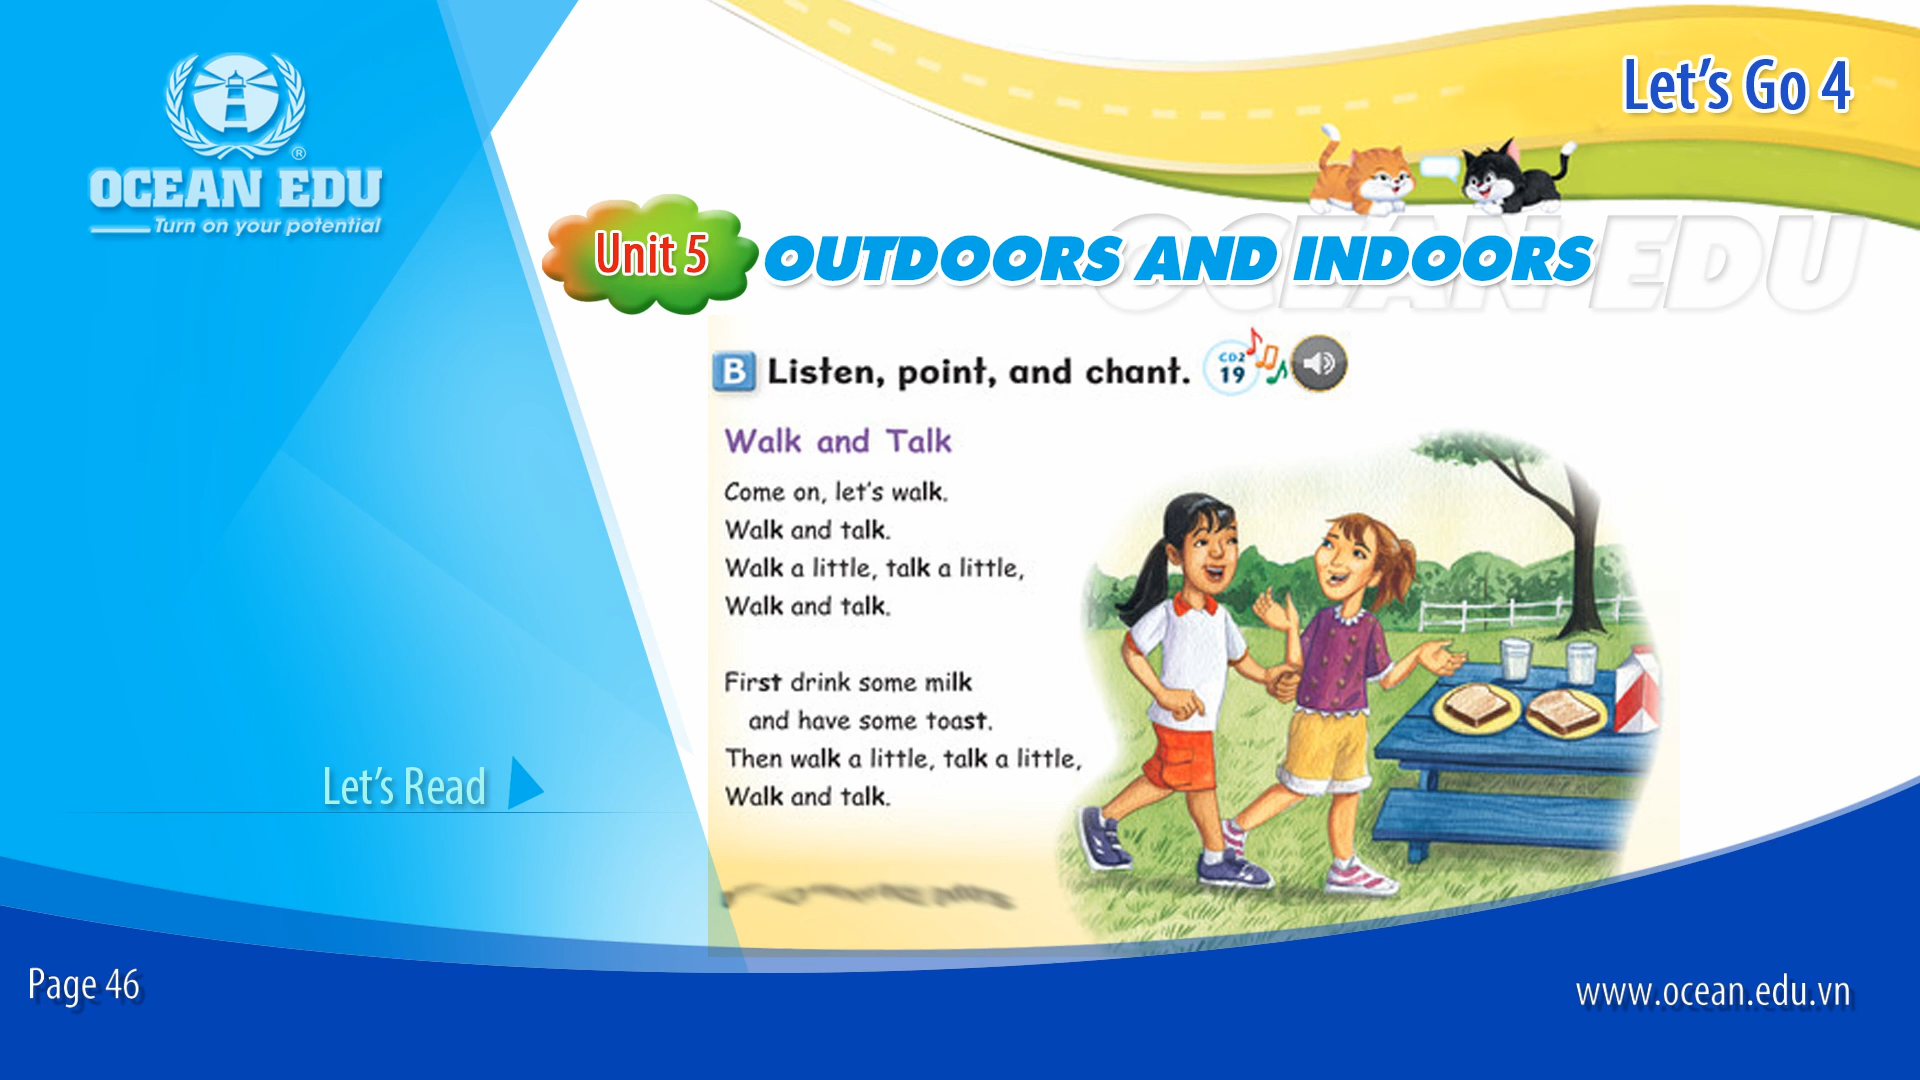 OCEAN EDU
®
Turn on your potential
Let's Go 4
Unit 5
OUTDOORS AND INDOORS
OCEAN EDU
B Listen, point, and chant.
CD2
19
Walk and Talk
Come on, let's walk.
Walk and talk.
Walk a little, talk a little,
Walk and talk.
First drink some milk
and have some toast.
Then walk a little, talk a little,
Walk and talk.
Let's Read
Page 46
www.ocean.edu.vn